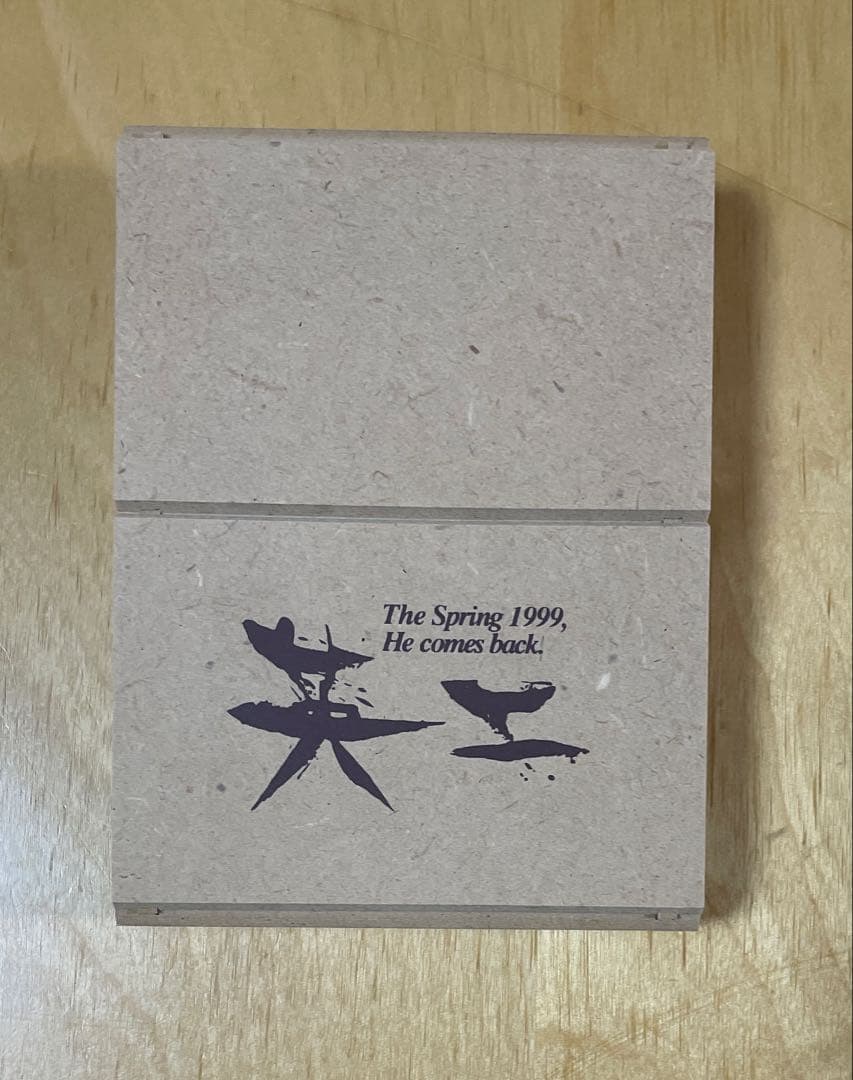 The Spring 1999,
He comes back.
英二